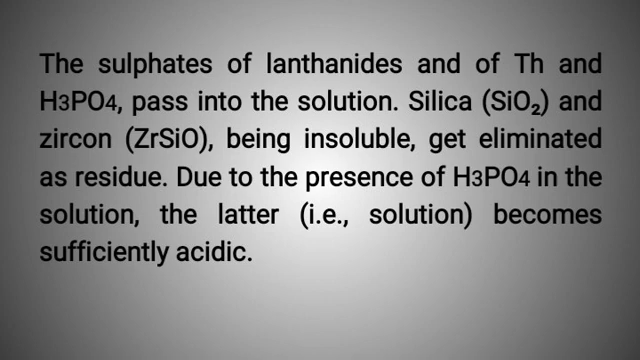 The sulphates of lanthanides and of Th and
H3PO4, pass into the solution. Silica (SiO₂) and
zircon (ZrSiO), being insoluble, get eliminated
as residue. Due to the presence of H3PO4 in the
solution, the latter (i.e., solution) becomes
sufficiently acidic.